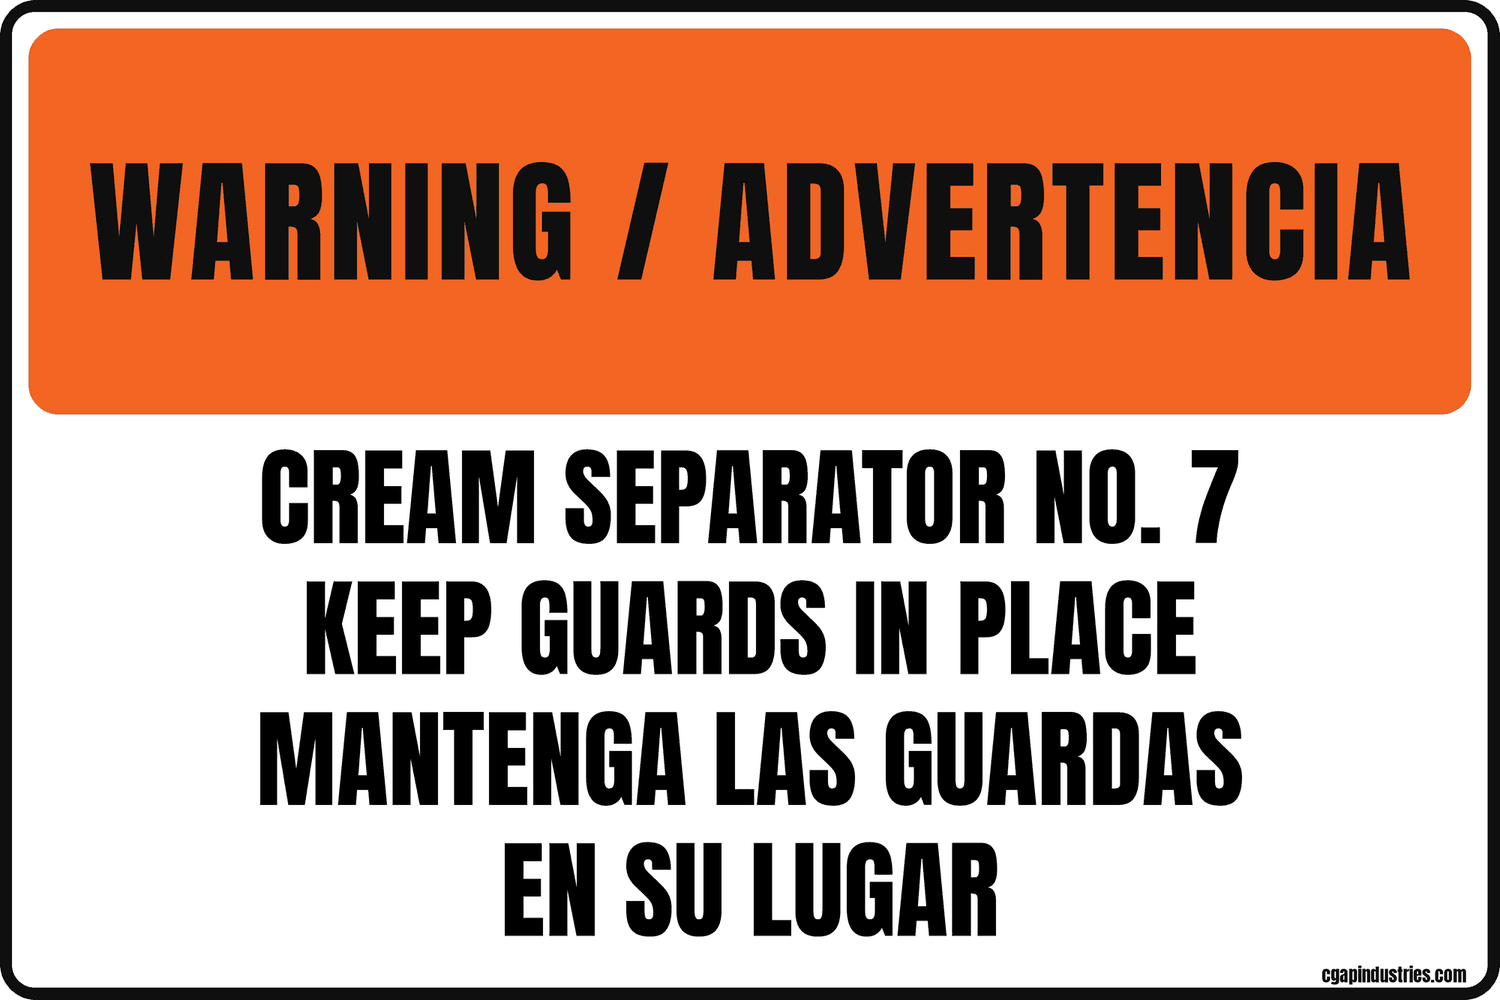 WARNING / ADVERTENCIA
CREAM SEPARATOR NO. 7
KEEP GUARDS IN PLACE
MANTENGA LAS GUARDAS
EN SU LUGAR
cgapindustries.com